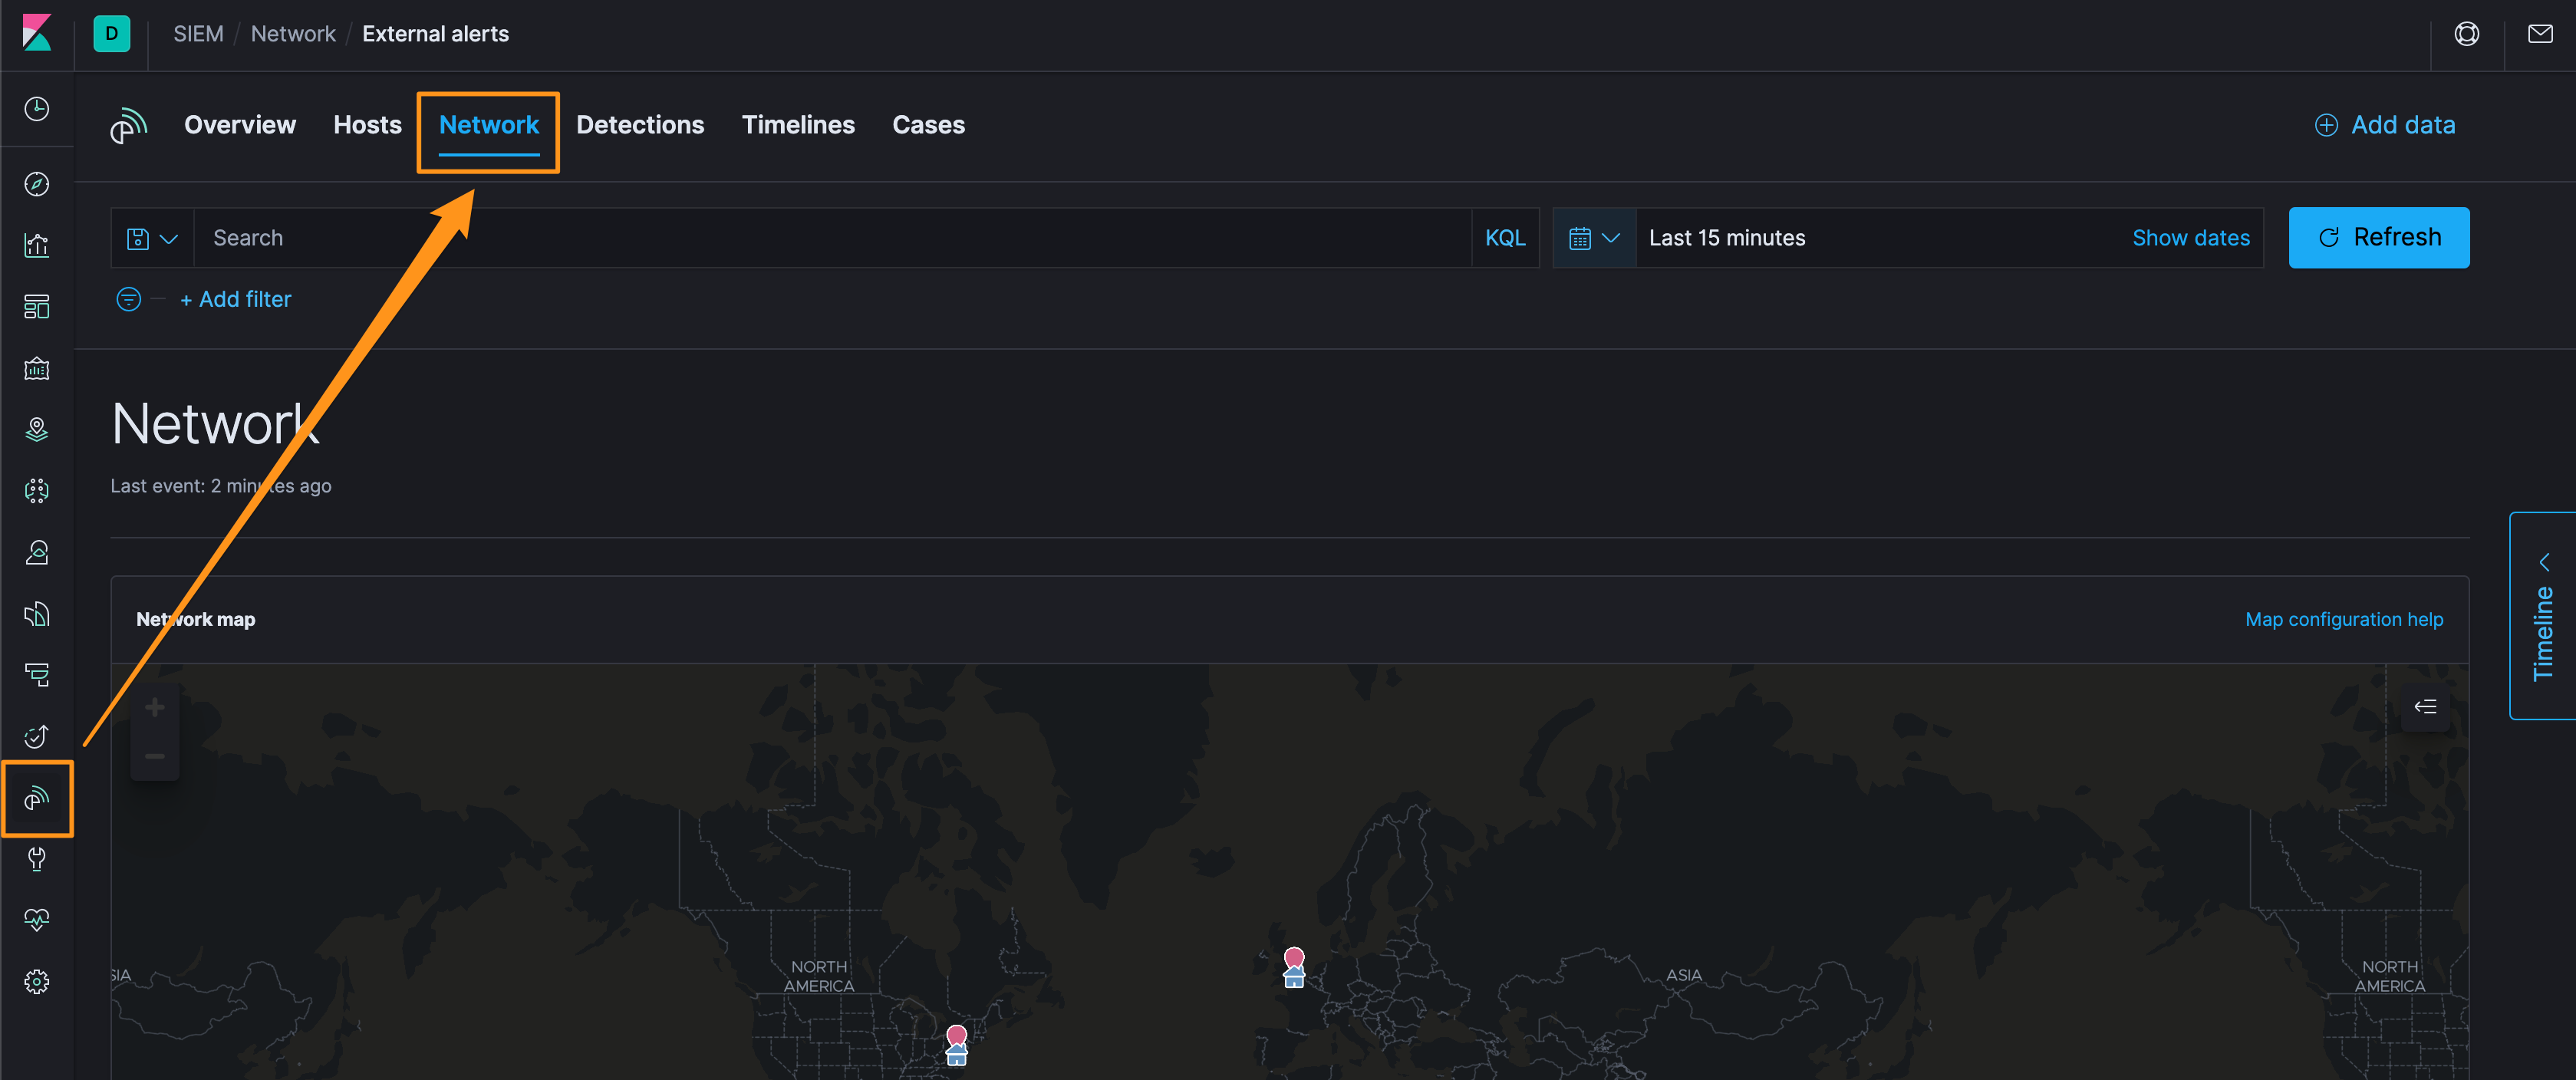 D SIEM / Network / External alerts
Overview Hosts Network Detections Timelines Cases Add data
Search KQL Last 15 minutes Show dates Refresh
+ Add filter
Network
Last event: 2 minutes ago
Network map Map configuration help
Timeline
NORTH
AMERICA
ASIA
NORTH
AMERICA